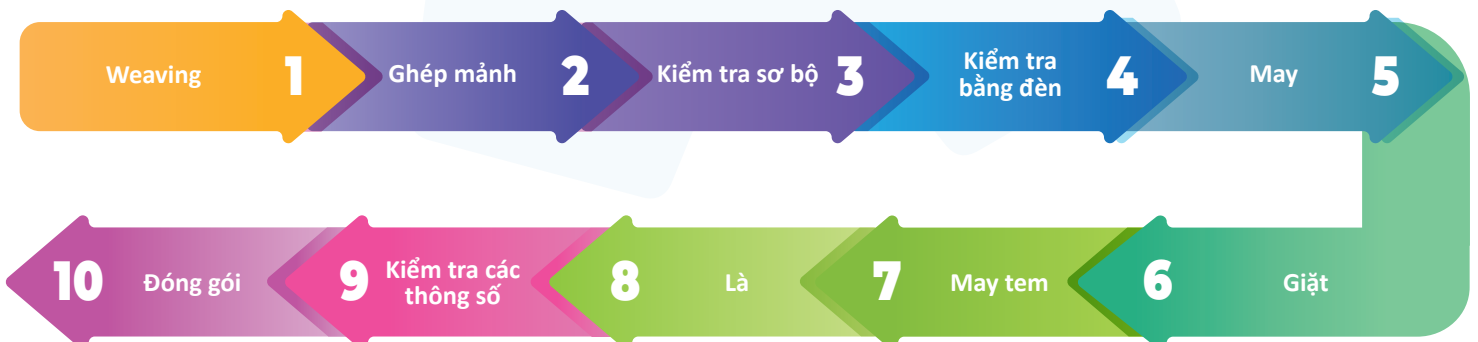 Weaving 1
Ghép mảnh 2
Kiểm tra sơ bộ 3
Kiểm tra
bằng đèn 4
May 5
Giặt 6
May tem 7
Là 8
Kiểm tra các
thông số 9
Đóng gói 10